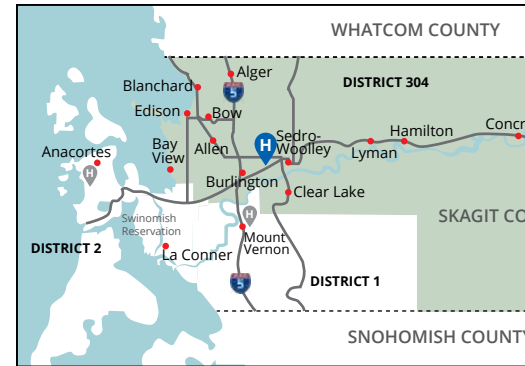 WHATCOM COUNTY
Alger
DISTRICT 304
Blanchard
5
Edison
Bow
Hamilton
Concr
Sedro-
Woolley
H
Anacortes
Bay
View
Allen
Lyman
H
Burlington
Clear Lake
Swinomish
Reservation
H
SKAGIT CO
DISTRICT 2
Mount
Vernon
La Conner
5
DISTRICT 1
SNOHOMISH COUNTY